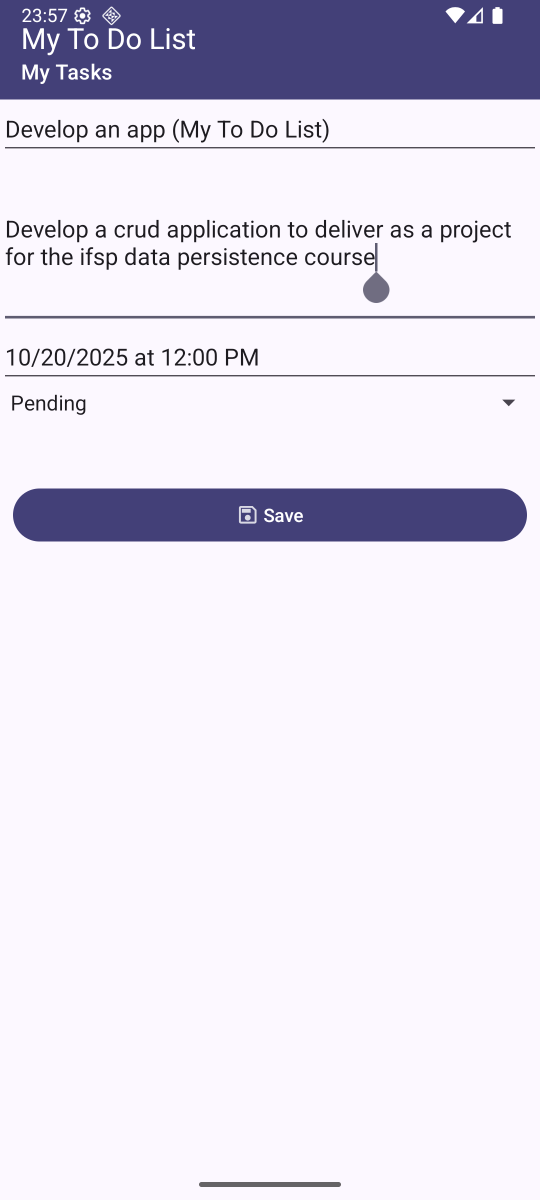 23:57
My To Do List
My Tasks
Develop an app (My To Do List)
Develop a crud application to deliver as a project
for the ifsp data persistence course
10/20/2025 at 12:00 PM
Pending
Save